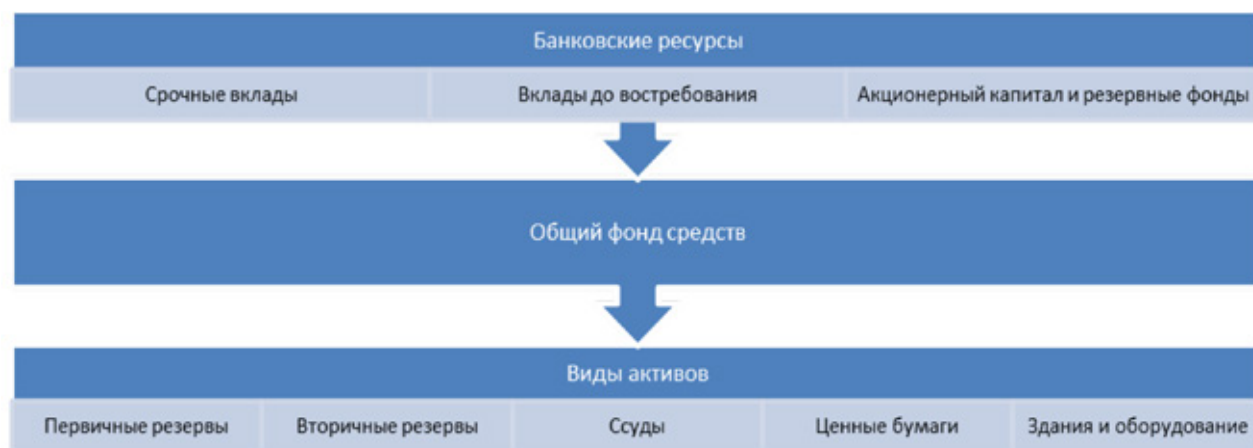 Банковские ресурсы
Срочные вклады
Вклады до востребования
Акционерный капитал и резервные фонды
Общий фонд средств
Виды активов
Первичные резервы
Вторичные резервы
Ссуды
Ценные бумаги
Здания и оборудование